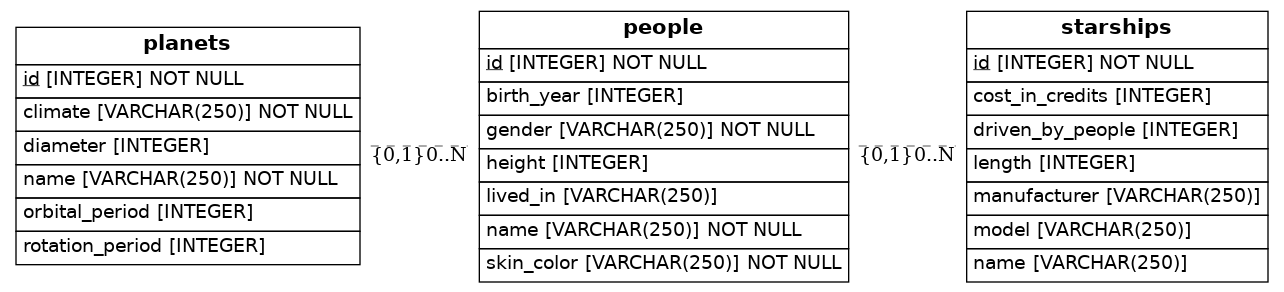 planets
id [INTEGER] NOT NULL
climate [VARCHAR(250)] NOT NULL
diameter [INTEGER]
name [VARCHAR(250)] NOT NULL
orbital_period [INTEGER]
rotation_period [INTEGER]
{0,1}0..N
people
id [INTEGER] NOT NULL
birth_year [INTEGER]
gender [VARCHAR(250)] NOT NULL
height [INTEGER]
lived_in [VARCHAR(250)]
name [VARCHAR(250)] NOT NULL
skin_color [VARCHAR(250)] NOT NULL
{0,1}0..N
starships
id [INTEGER] NOT NULL
cost_in_credits [INTEGER]
driven_by_people [INTEGER]
length [INTEGER]
manufacturer [VARCHAR(250)]
model [VARCHAR(250)]
name [VARCHAR(250)]